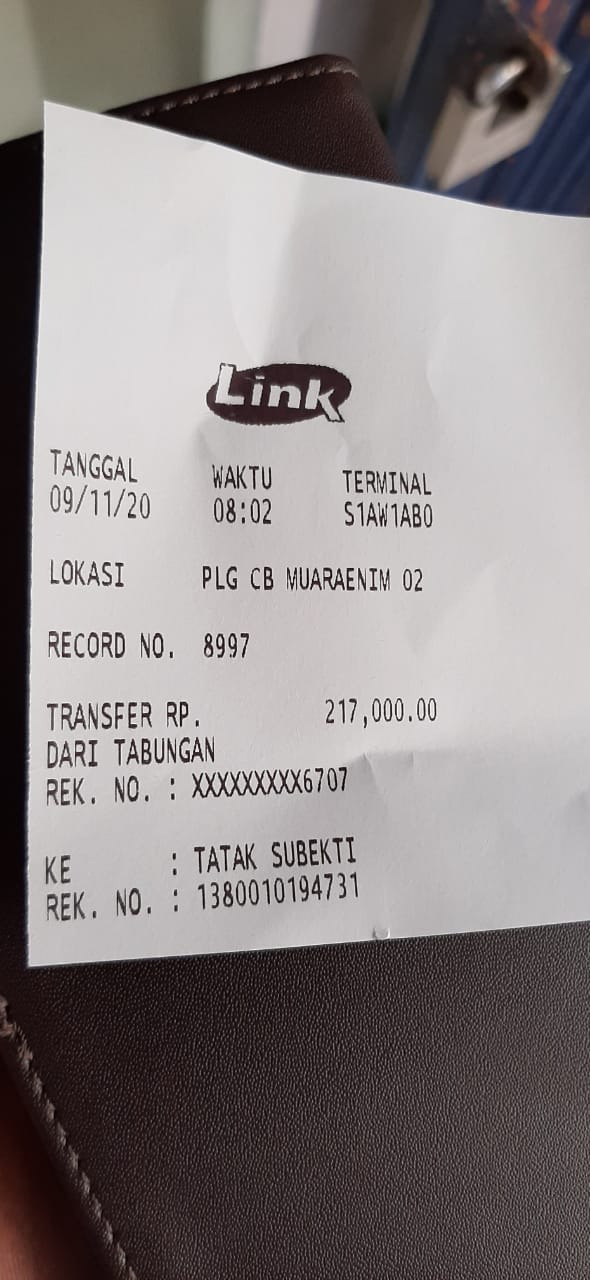 Link
TANGGAL WAKTU TERMINAL
09/11/20 08:02 S1AW1AB0
LOKASI PLG CB MUARAENIM 02
RECORD NO. 8997
TRANSFER RP. 217,000.00
DARI TABUNGAN
REK. NO. : XXXXXXXXX6707
KE : TATAK SUBEKTI
REK. NO. : 1380010194731